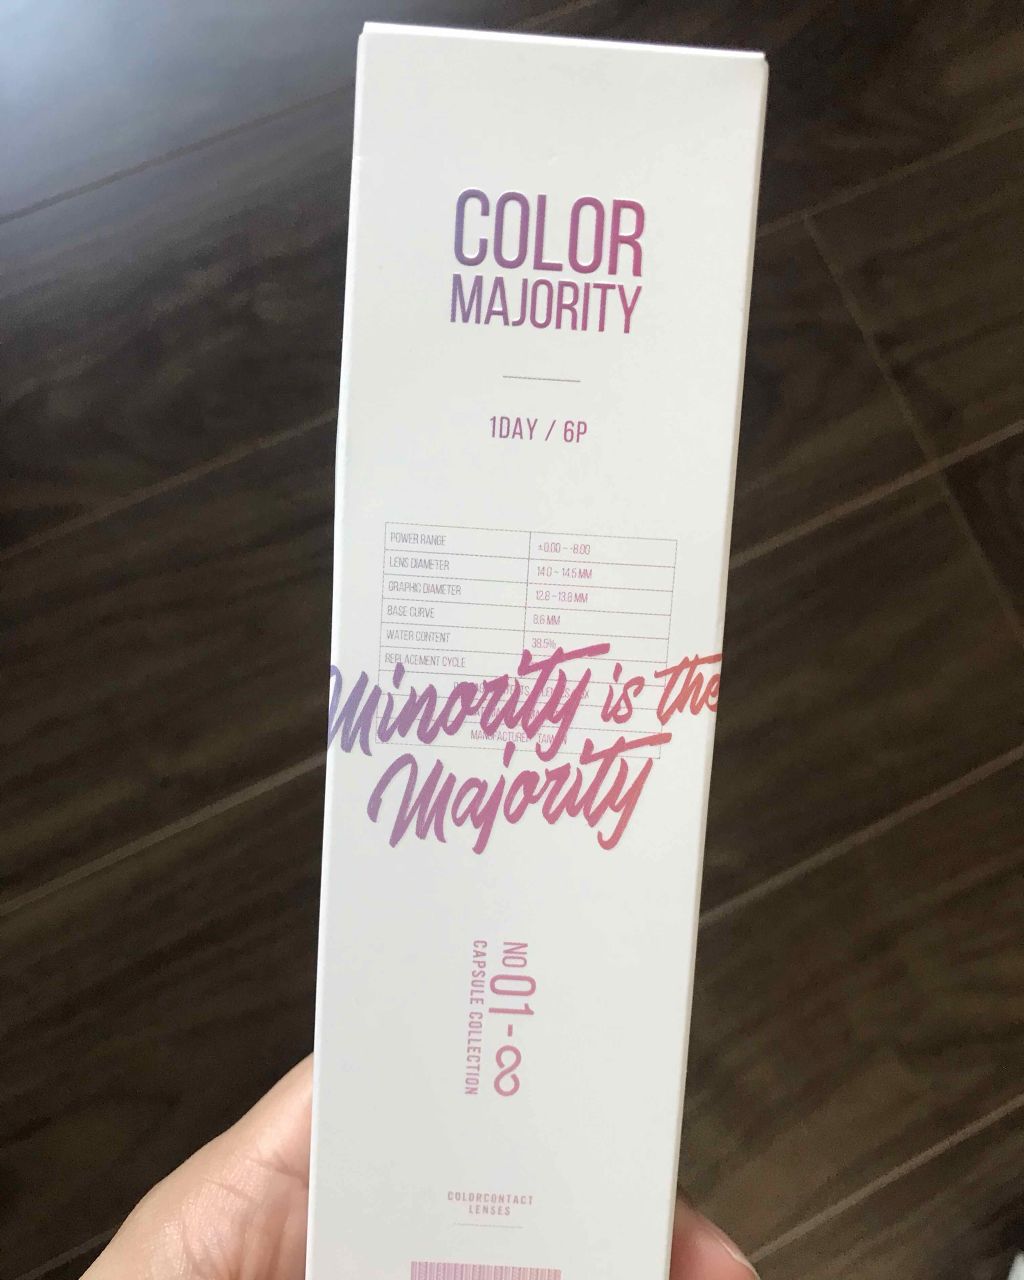 COLOR
MAJORITY
1DAY / 6P
POWER RANGE ±0.00 ~ -8.00
LENS DIAMETER 14.0 ~ 14.5 MM
GRAPHIC DIAMETER 12.8 ~ 13.8 MM
BASE CURVE 8.6 MM
WATER CONTENT 38.5%
REPLACEMENT CYCLE
MANUFACTURER TAIWAN
Minority is the
Majority
NO 01-∞
CAPSULE COLLECTION
COLORCONTACT
LENSES